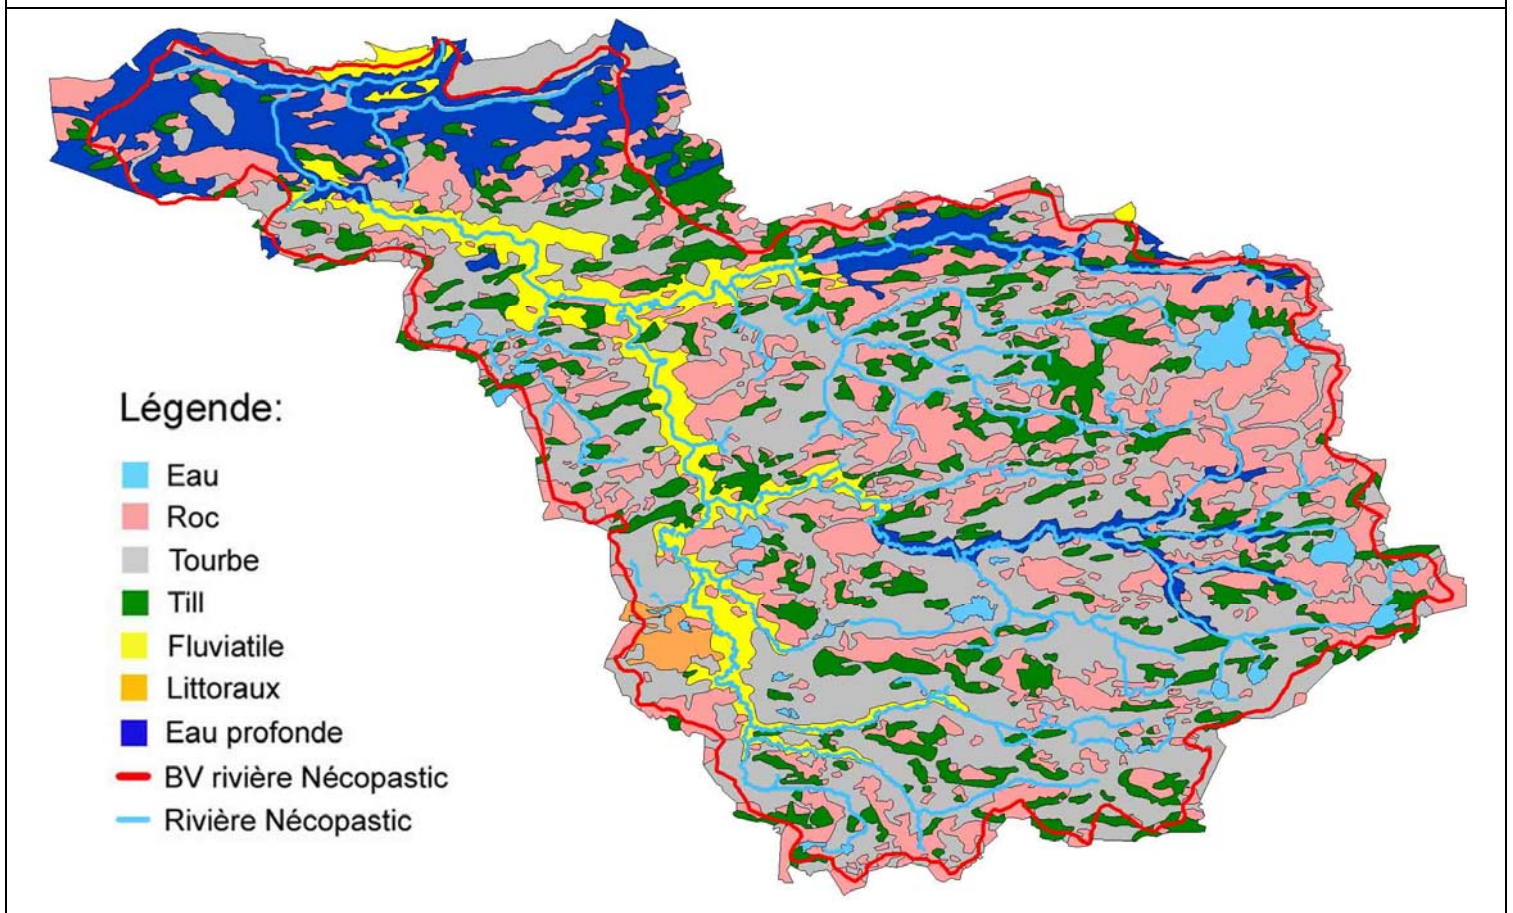 Légende:
Eau
Roc
Tourbe
Till
Fluviatile
Littoraux
Eau profonde
BV rivière Nécopastic
Rivière Nécopastic